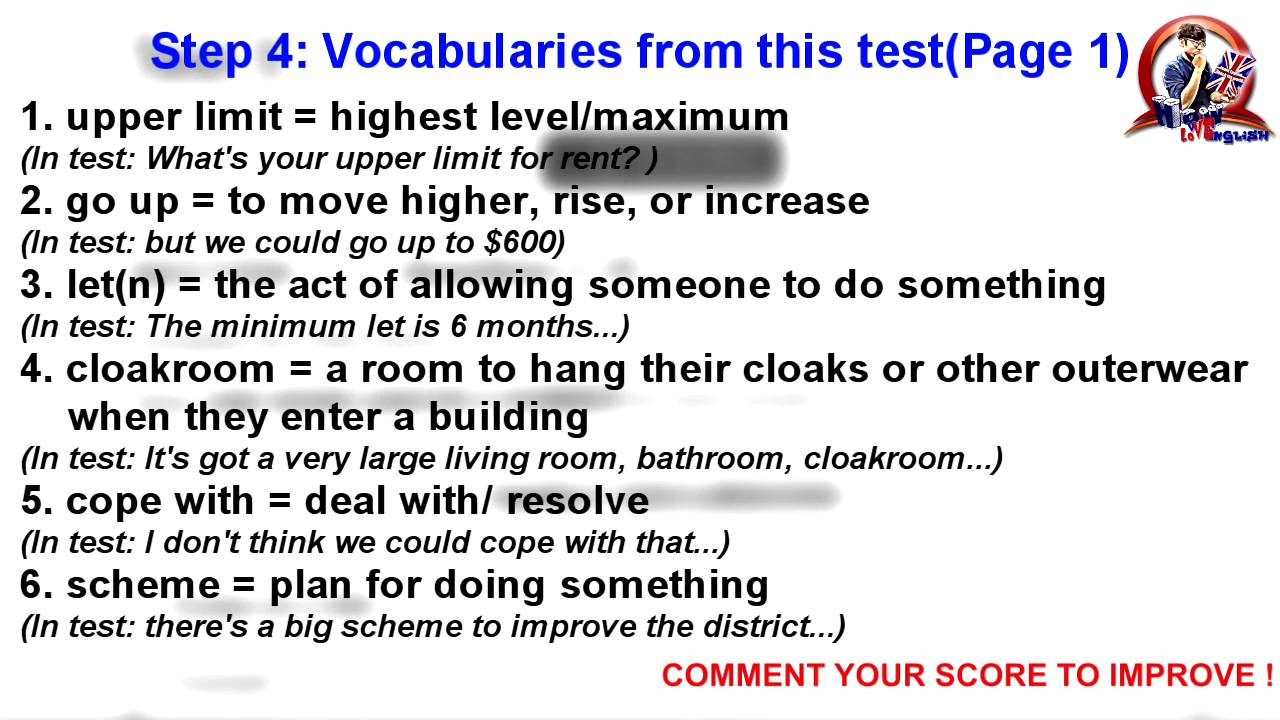 Step 4: Vocabularies from this test(Page 1)
1. upper limit = highest level/maximum
(In test: What's your upper limit for rent? )
2. go up = to move higher, rise, or increase
(In test: but we could go up to $600)
3. let(n) = the act of allowing someone to do something
(In test: The minimum let is 6 months...)
4. cloakroom = a room to hang their cloaks or other outerwear
when they enter a building
(In test: It's got a very large living room, bathroom, cloakroom...)
5. cope with = deal with/ resolve
(In test: I don't think we could cope with that...)
6. scheme = plan for doing something
(In test: there's a big scheme to improve the district...)
COMMENT YOUR SCORE TO IMPROVE !
LOVE ENGLISH